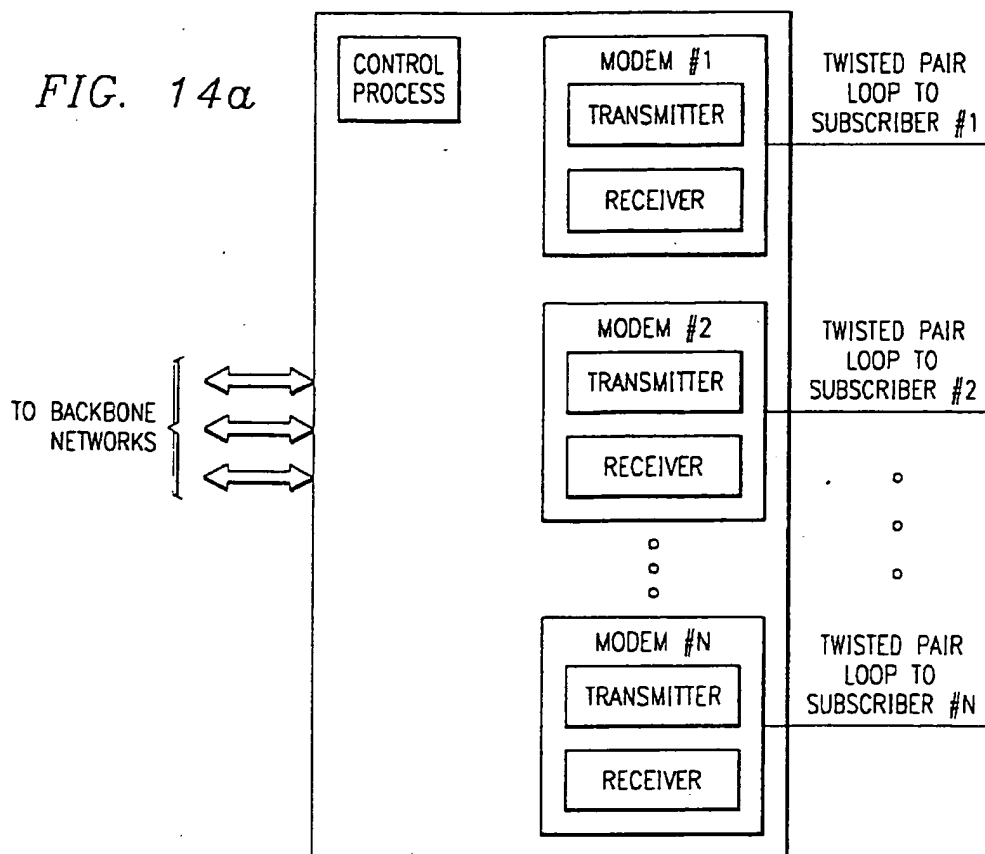 FIG. 14a
CONTROL
PROCESS
MODEM #1
TRANSMITTER
RECEIVER
TWISTED PAIR
LOOP TO
SUBSCRIBER #1
MODEM #2
TRANSMITTER
RECEIVER
TWISTED PAIR
LOOP TO
SUBSCRIBER #2
TO BACKBONE
NETWORKS
MODEM #N
TRANSMITTER
RECEIVER
TWISTED PAIR
LOOP TO
SUBSCRIBER #N